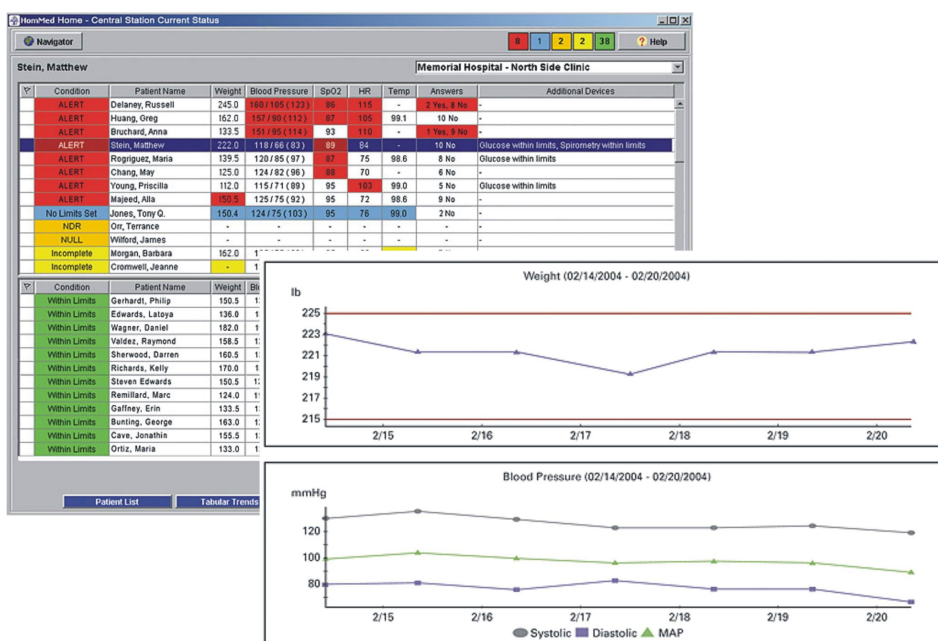 HomMed Home - Central Station Current Status
Navigator 8 1 2 2 38 ? Help
Stein, Matthew Memorial Hospital - North Side Clinic
Condition Patient Name Weight Blood Pressure SpO2 HR Temp Answers Additional Devices
ALERT Delaney, Russell 245.0 160/105 (123) 86 115 - 2 Yes, 8 No -
ALERT Huang, Greg 162.0 157/90 (112) 87 105 99.1 10 No -
ALERT Bruchard, Anna 133.5 151/95 (114) 93 110 - 1 Yes, 9 No -
ALERT Stein, Matthew 222.0 118/66 (83) 89 84 - 10 No Glucose within limits, Spirometry within limits
ALERT Rogriguez, Maria 139.5 120/85 (97) 87 75 98.6 8 No Glucose within limits
ALERT Chang, May 125.0 124/82 (96) 88 70 - 6 No -
ALERT Young, Priscilla 112.0 115/71 (89) 95 103 99.0 5 No Glucose within limits
ALERT Majeed, Alla 150.5 125/75 (92) 95 72 98.6 9 No -
No Limits Set Jones, Tony Q. 150.4 124/75 (103) 95 76 99.0 2 No -
NDR Orr, Terrance - - - - - - -
NULL Wilford, James - - - - - - -
Incomplete Morgan, Barbara 162.0
Incomplete Cromwell, Jeanne - 1
Condition Patient Name Weight
Within Limits Gerhardt, Philip 150.5
Within Limits Edwards, Latoya 136.0
Within Limits Wagner, Daniel 182.0
Within Limits Valdez, Raymond 158.5
Within Limits Sherwood, Darren 160.5
Within Limits Richards, Kelly 170.0
Within Limits Steven Edwards 150.5
Within Limits Remillard, Marc 124.0
Within Limits Gaffney, Erin 133.5
Within Limits Bunting, George 163.0
Within Limits Cave, Jonathin 155.5
Within Limits Ortiz, Maria 133.0
Patient List Tabular Trends
Weight (02/14/2004 - 02/20/2004)
lb
225
223
221
219
215
2/15 2/16 2/17 2/18 2/19 2/20
Blood Pressure (02/14/2004 - 02/20/2004)
mmHg
120
100
80
2/15 2/16 2/17 2/18 2/19 2/20
Systolic Diastolic MAP